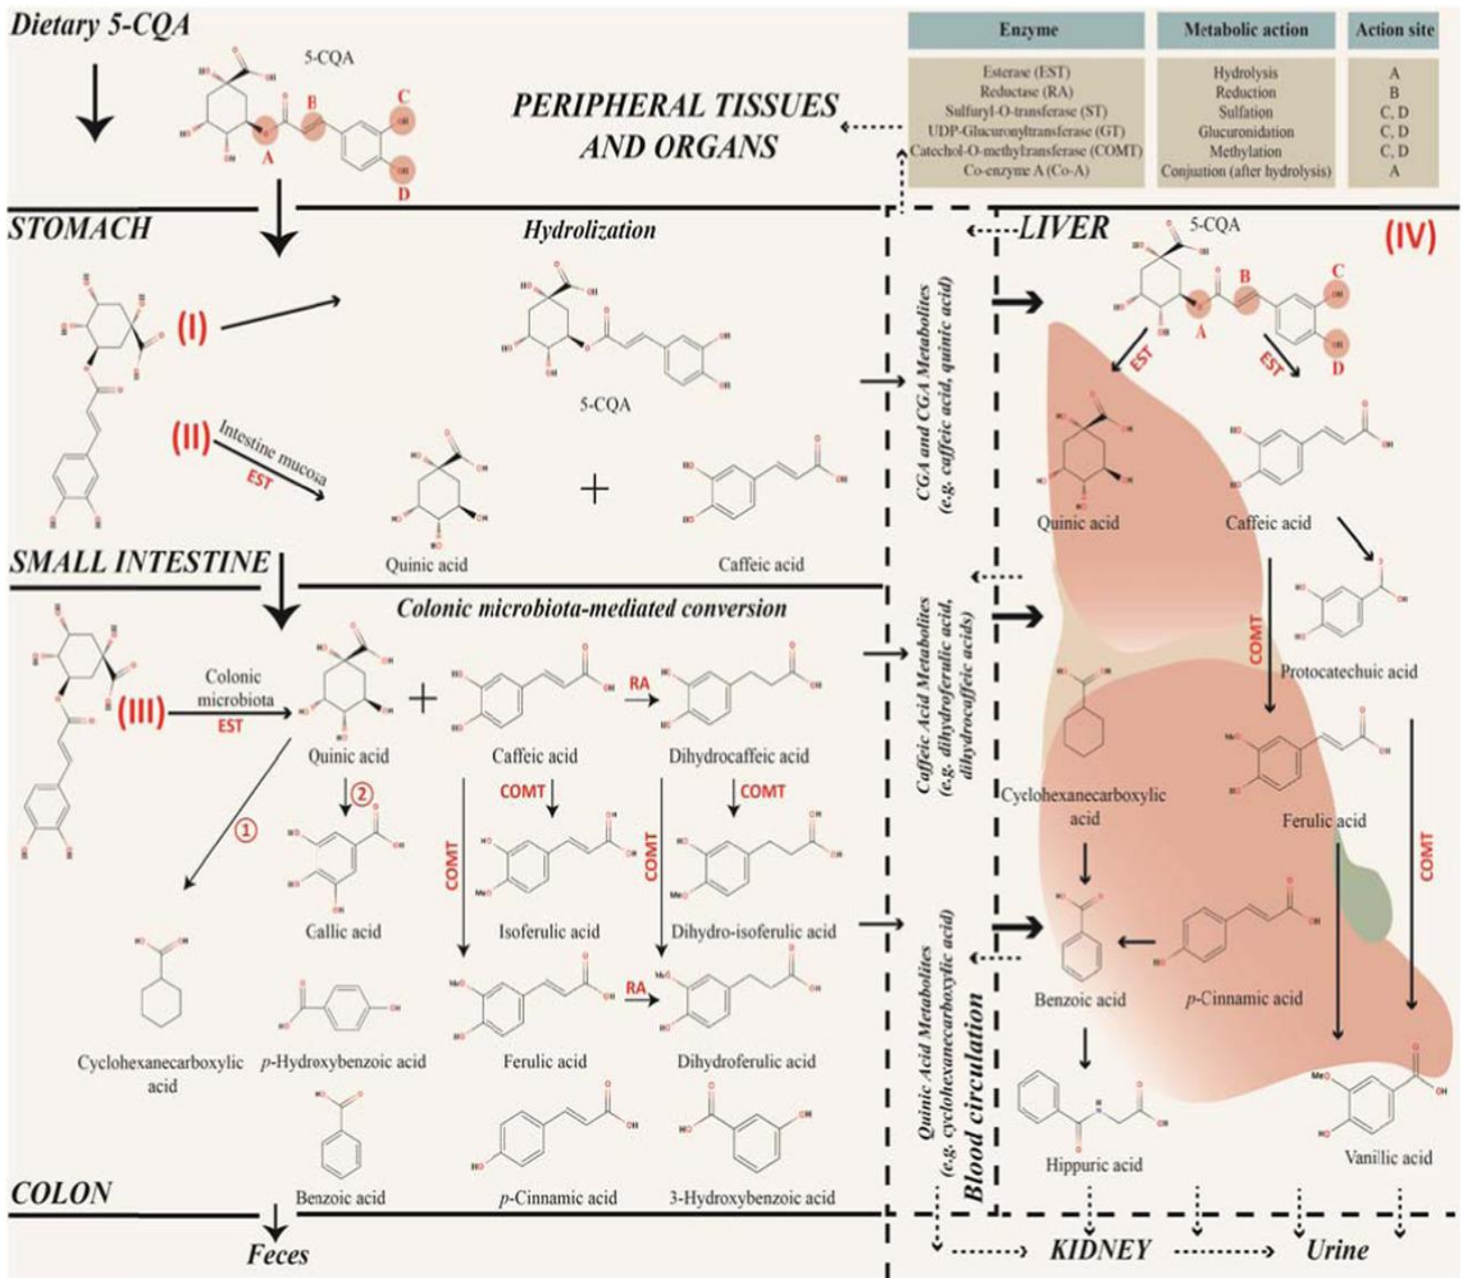 Dietary 5-CQA
5-CQA
A
B
C
D
PERIPHERAL TISSUES
AND ORGANS
Enzyme
Metabolic action
Action site
Esterase (EST)
Hydrolysis
A
Reductase (RA)
Reduction
B
Sulfuryl-O-transferase (ST)
Sulfation
C, D
UDP-Glucuronyltransferase (GT)
Glucuronidation
C, D
Catechol-O-methyltransferase (COMT)
Methylation
C, D
Co-enzyme A (Co-A)
Conjuation (after hydrolysis)
A
STOMACH
Hydrolization
(I)
5-CQA
(II)
Intestine mucosa
EST
Quinic acid
+
Caffeic acid
SMALL INTESTINE
Colonic microbiota-mediated conversion
(III)
Colonic
microbiota
EST
Quinic acid
+
Caffeic acid
RA
Dihydrocaffeic acid
1
2
COMT
COMT
COMT
COMT
Callic acid
Isoferulic acid
Dihydro-isoferulic acid
RA
Cyclohexanecarboxylic
acid
p-Hydroxybenzoic acid
Ferulic acid
Dihydroferulic acid
Benzoic acid
p-Cinnamic acid
3-Hydroxybenzoic acid
COLON
Feces
CGA and CGA Metabolites
(e.g. caffeic acid, quinic acid)
Caffeic Acid Metabolites
(e.g. dihydroferulic acid,
dihydrocaffeic acids)
Quinic Acid Metabolites
(e.g. cyclohexanecarboxylic acid)
Blood circulation
LIVER
(IV)
5-CQA
A
B
C
D
EST
EST
Quinic acid
Caffeic acid
COMT
Protocatechuic acid
Cyclohexanecarboxylic
acid
Ferulic acid
COMT
Benzoic acid
p-Cinnamic acid
Hippuric acid
Vanillic acid
KIDNEY
Urine